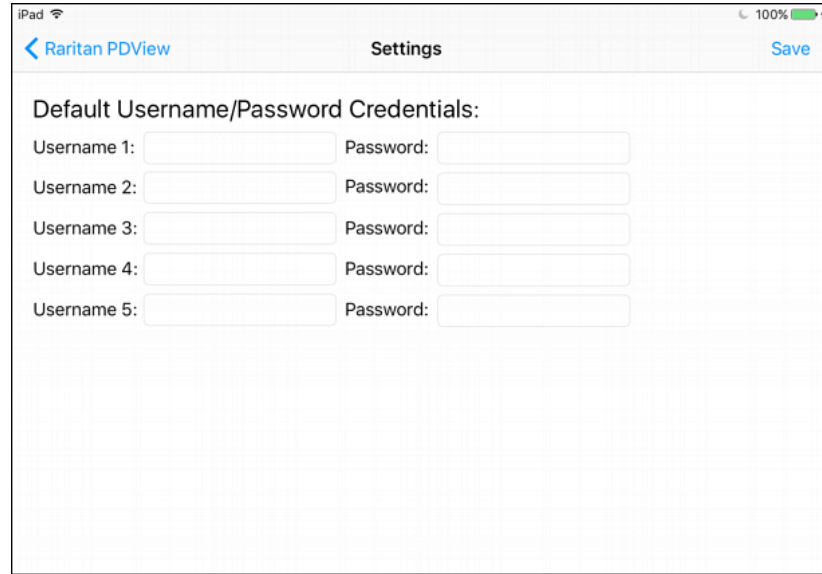 iPad 100%
Raritan PDView Settings Save
Default Username/Password Credentials:
Username 1: Password:
Username 2: Password:
Username 3: Password:
Username 4: Password:
Username 5: Password: